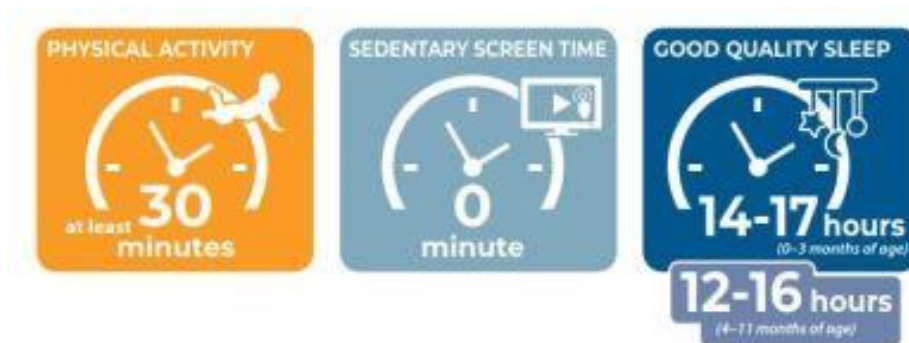 PHYSICAL ACTIVITY
at least 30
minutes
SEDENTARY SCREEN TIME
0
minute
GOOD QUALITY SLEEP
14-17 hours
(0–3 months of age)
12-16 hours
(4–11 months of age)